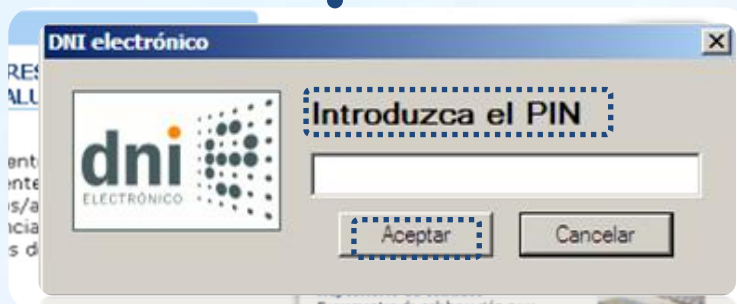 DNI electrónico
Introduzca el PIN
dni
ELECTRÓNICO
Aceptar
Cancelar